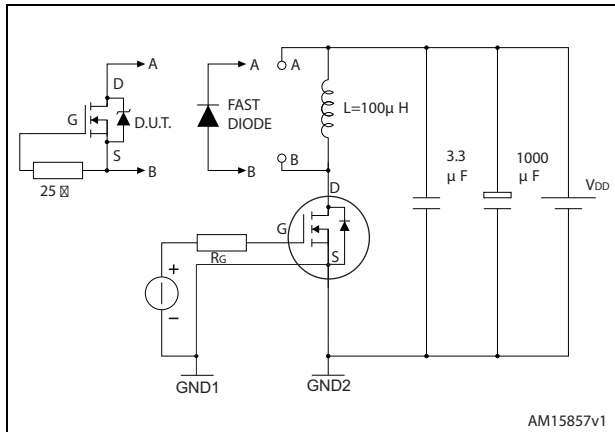 A
D
G
D.U.T.
S
B
25
A
FAST
DIODE
B
A
L=100µ H
B
D
G
S
RG
+
–
GND1
GND2
3.3
µ F
1000
µ F
VDD
AM15857v1